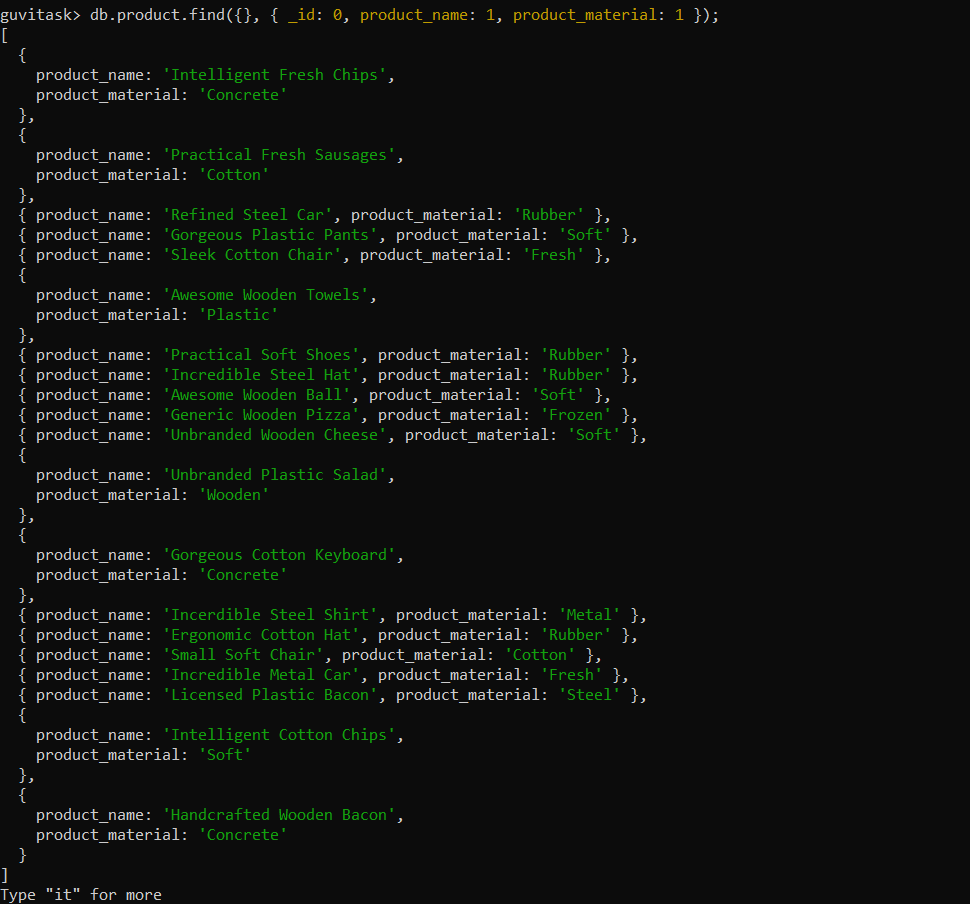 guvitask> db.product.find({}, { _id: 0, product_name: 1, product_material: 1 });
[
  {
    product_name: 'Intelligent Fresh Chips',
    product_material: 'Concrete'
  },
  {
    product_name: 'Practical Fresh Sausages',
    product_material: 'Cotton'
  },
  { product_name: 'Refined Steel Car', product_material: 'Rubber' },
  { product_name: 'Gorgeous Plastic Pants', product_material: 'Soft' },
  { product_name: 'Sleek Cotton Chair', product_material: 'Fresh' },
  {
    product_name: 'Awesome Wooden Towels',
    product_material: 'Plastic'
  },
  { product_name: 'Practical Soft Shoes', product_material: 'Rubber' },
  { product_name: 'Incredible Steel Hat', product_material: 'Rubber' },
  { product_name: 'Awesome Wooden Ball', product_material: 'Soft' },
  { product_name: 'Generic Wooden Pizza', product_material: 'Frozen' },
  { product_name: 'Unbranded Wooden Cheese', product_material: 'Soft' },
  {
    product_name: 'Unbranded Plastic Salad',
    product_material: 'Wooden'
  },
  {
    product_name: 'Gorgeous Cotton Keyboard',
    product_material: 'Concrete'
  },
  { product_name: 'Incerdible Steel Shirt', product_material: 'Metal' },
  { product_name: 'Ergonomic Cotton Hat', product_material: 'Rubber' },
  { product_name: 'Small Soft Chair', product_material: 'Cotton' },
  { product_name: 'Incredible Metal Car', product_material: 'Fresh' },
  { product_name: 'Licensed Plastic Bacon', product_material: 'Steel' },
  {
    product_name: 'Intelligent Cotton Chips',
    product_material: 'Soft'
  },
  {
    product_name: 'Handcrafted Wooden Bacon',
    product_material: 'Concrete'
  }
]
Type "it" for more